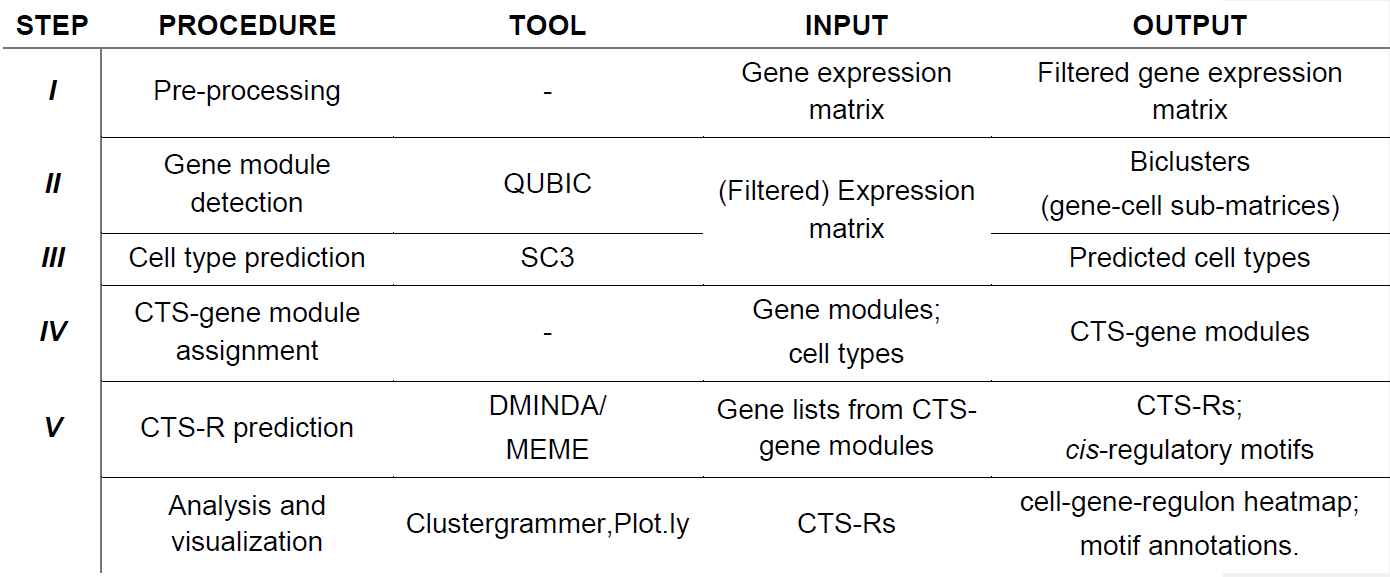 STEP PROCEDURE TOOL INPUT OUTPUT
I Pre-processing - Gene expression matrix Filtered gene expression matrix
II Gene module detection QUBIC (Filtered) Expression matrix Biclusters (gene-cell sub-matrices)
III Cell type prediction SC3 Predicted cell types
IV CTS-gene module assignment - Gene modules; cell types CTS-gene modules
V CTS-R prediction DMINDA/ MEME Gene lists from CTS-gene modules CTS-Rs; cis-regulatory motifs
Analysis and visualization Clustergrammer,Plot.ly CTS-Rs cell-gene-regulon heatmap; motif annotations.